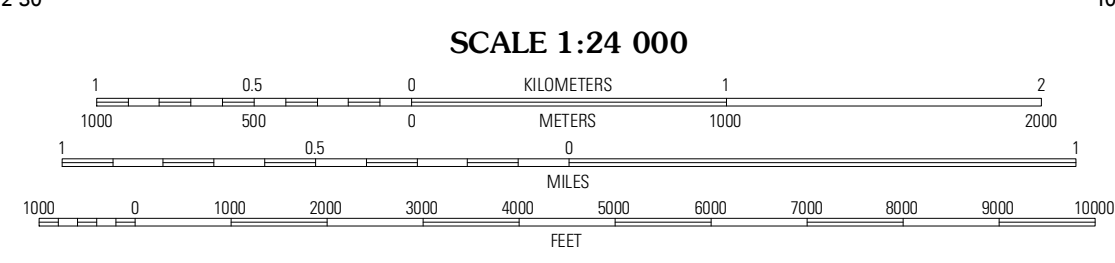 SCALE 1:24 000
1 0.5 0 KILOMETERS 1 2
1000 500 0 METERS 1000 2000
1 0.5 0 1
MILES
1000 0 1000 2000 3000 4000 5000 6000 7000 8000 9000 10000
FEET